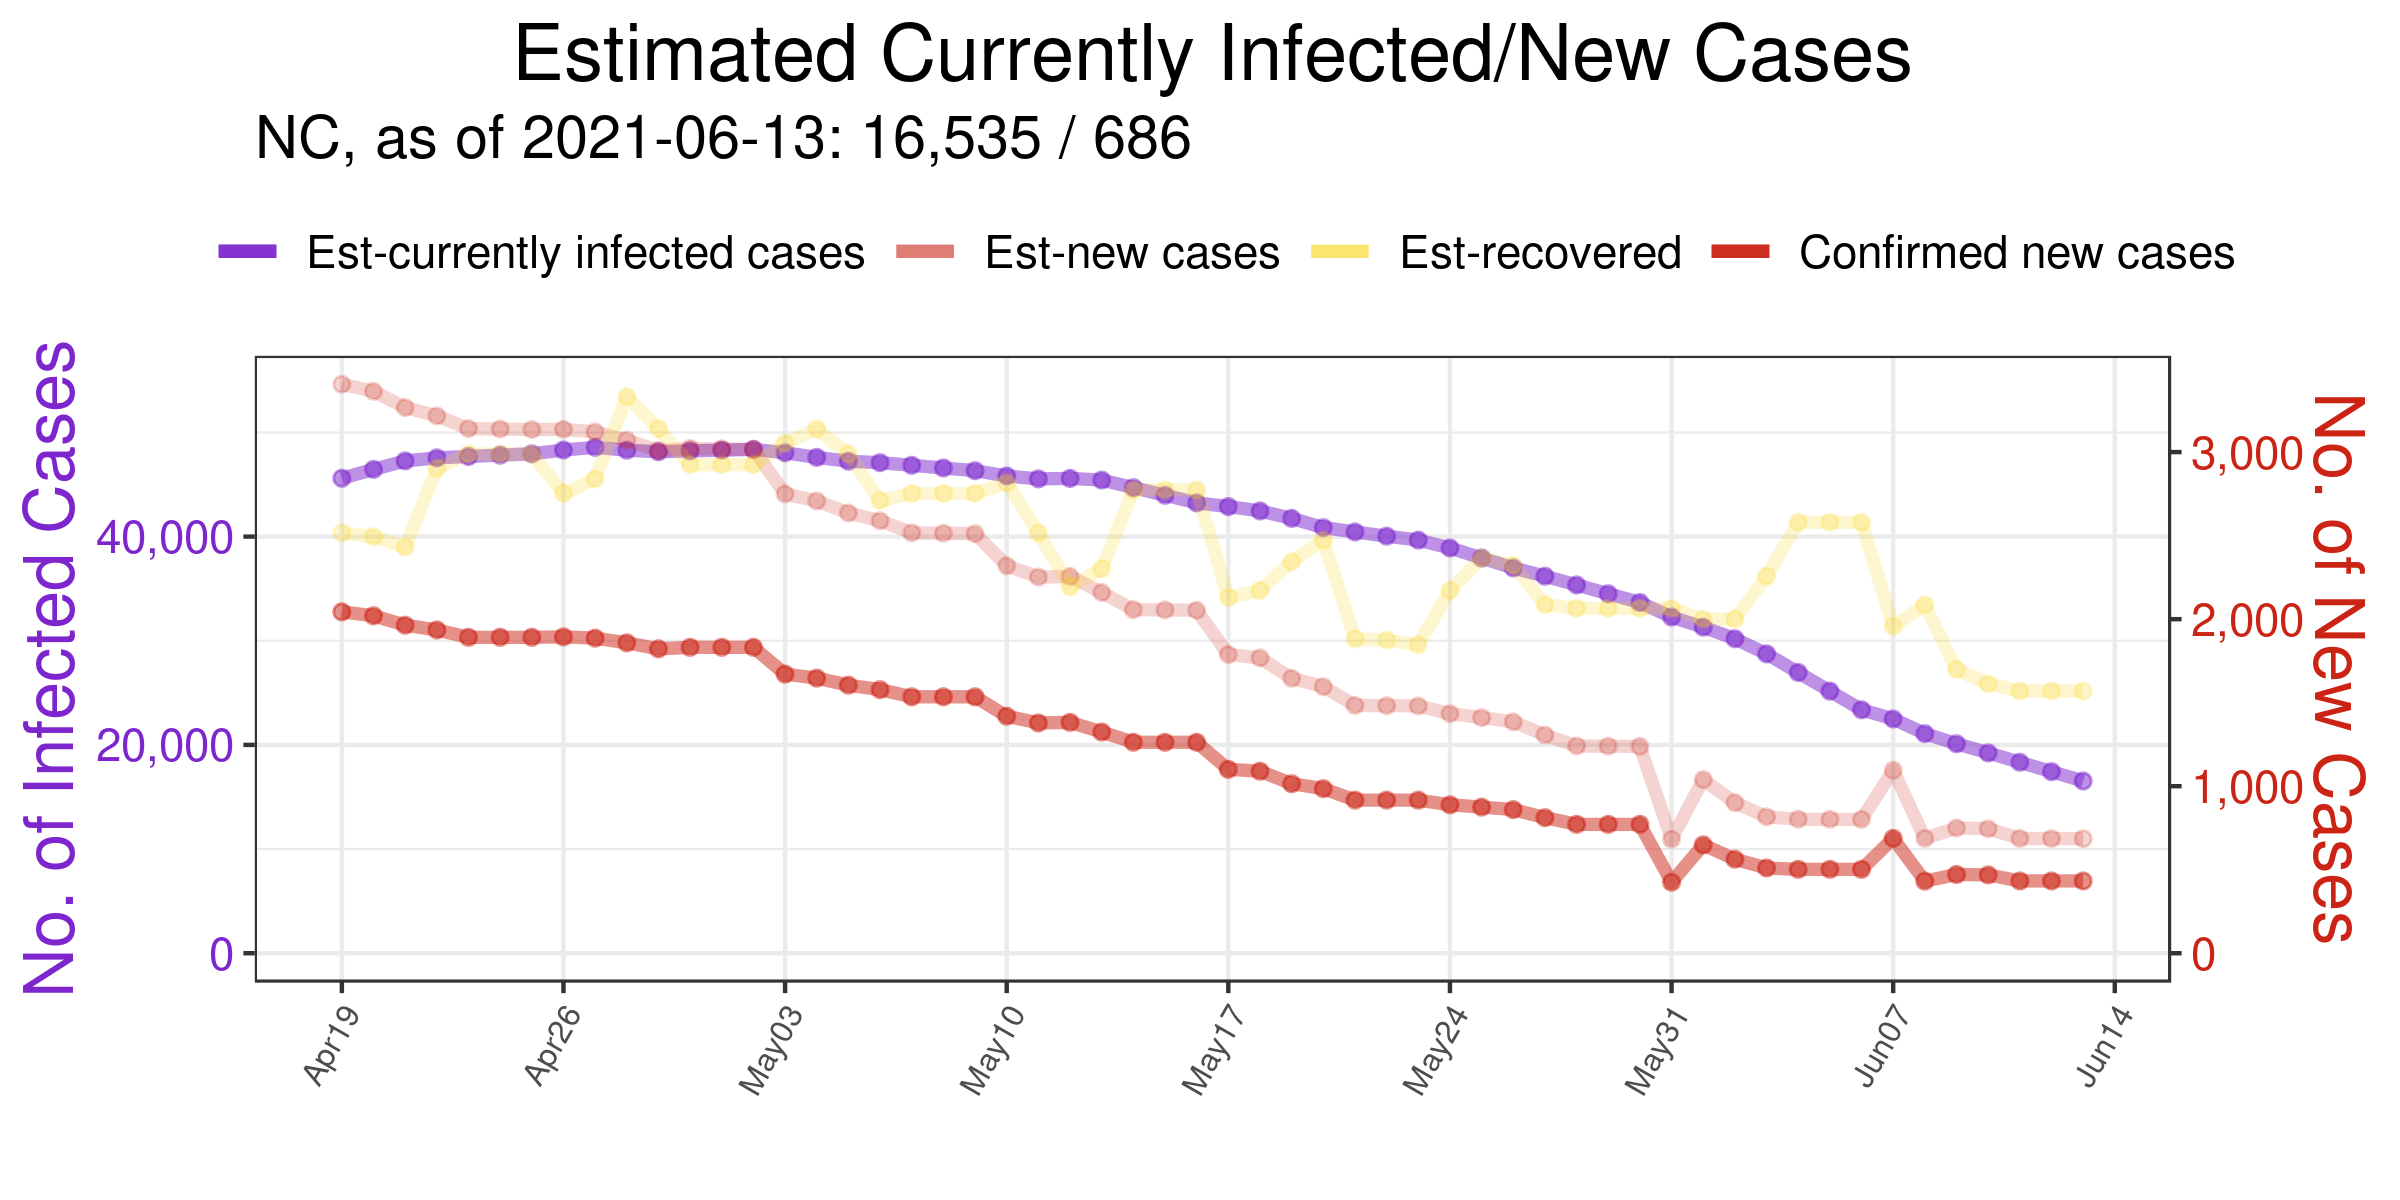 Estimated Currently Infected/New Cases
NC, as of 2021-06-13: 16,535 / 686
Est-currently infected cases Est-new cases Est-recovered Confirmed new cases
No. of Infected Cases
40,000
20,000
0
3,000
2,000
1,000
0
No. of New Cases
Apr19 Apr26 May03 May10 May17 May24 May31 Jun07 Jun14